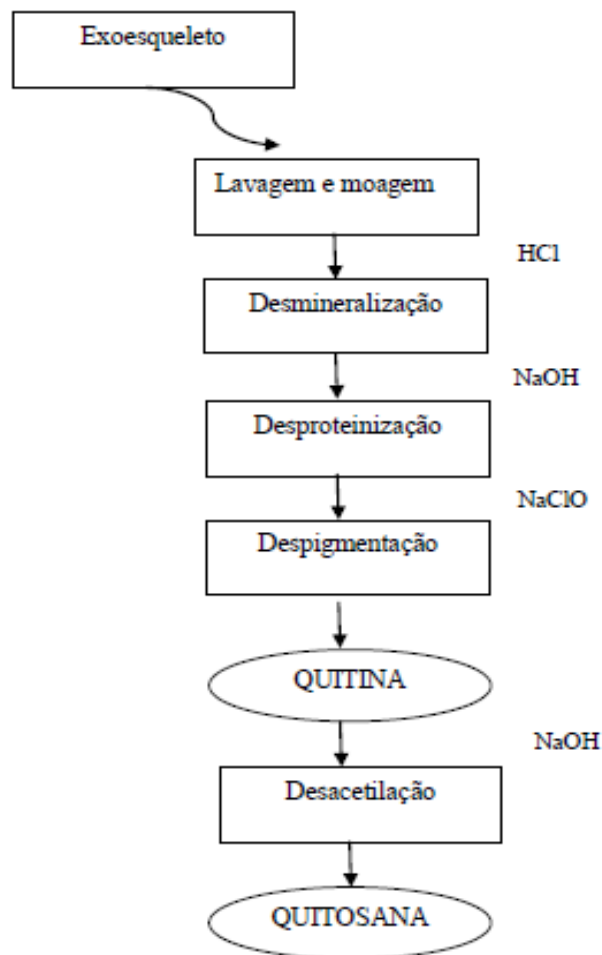 Exoesqueleto
Lavagem e moagem
HCl
Desmineralização
NaOH
Desproteinização
NaClO
Despigmentação
QUITINA
NaOH
Desacetilação
QUITOSANA